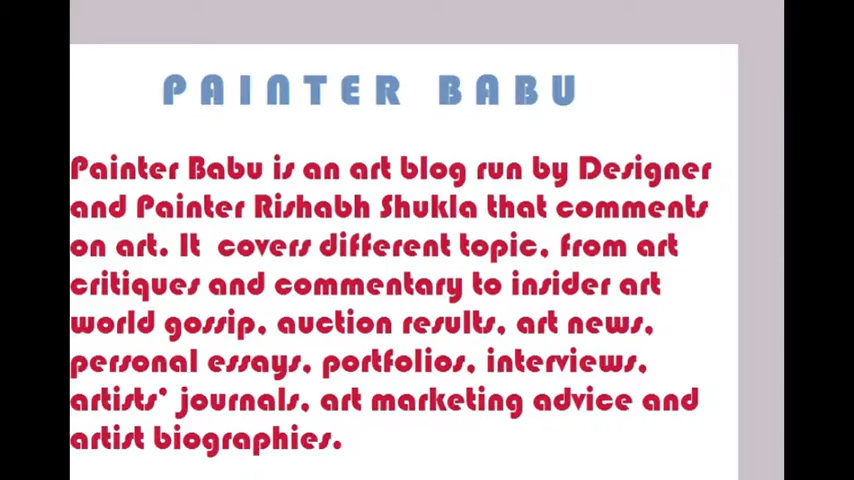 PAINTER BABU
Painter Babu is an art blog run by Designer
and Painter Rishabh Shukla that comments
on art. It covers different topic, from art
critiques and commentary to insider art
world gossip, auction results, art news,
personal essays, portfolios, interviews,
artists' journals, art marketing advice and
artist biographies.